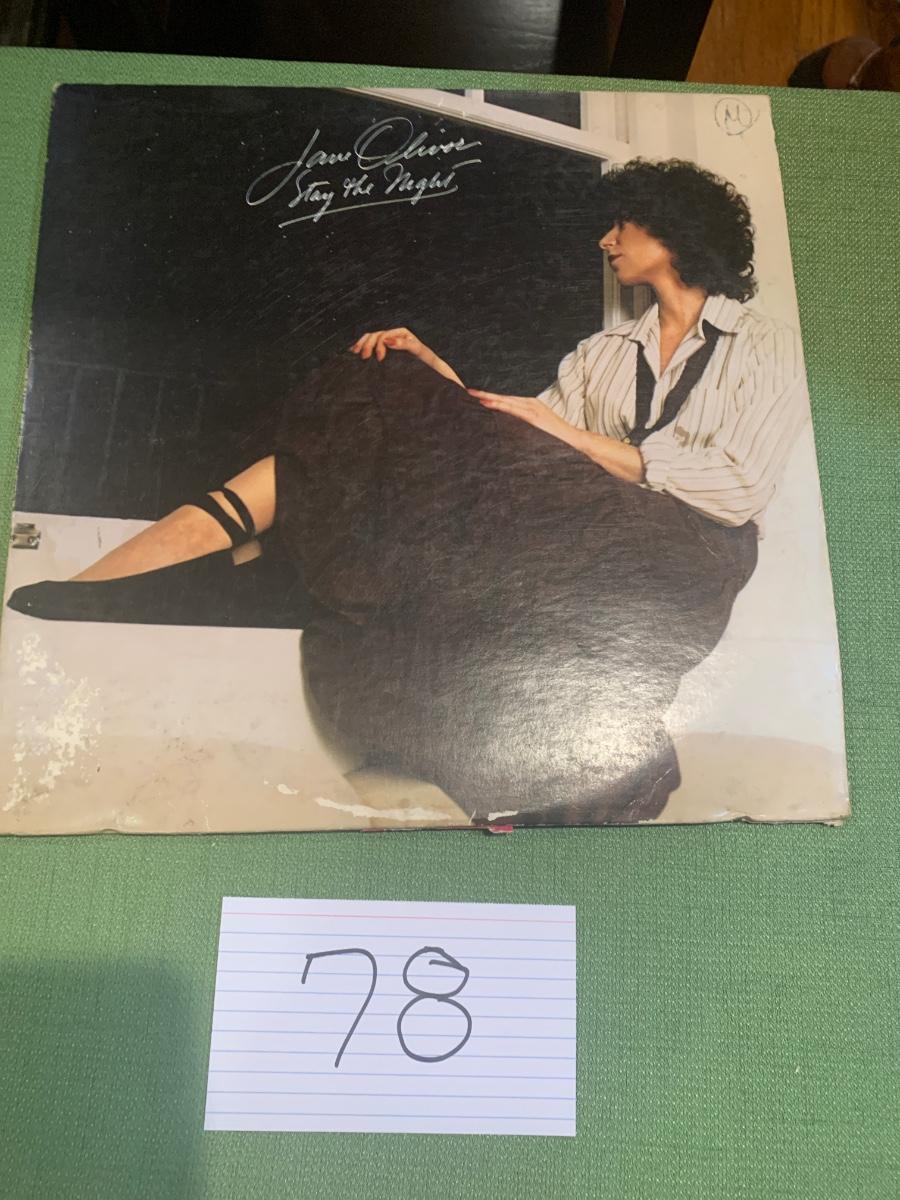 Jane Olivor
Stay the Night
M
78